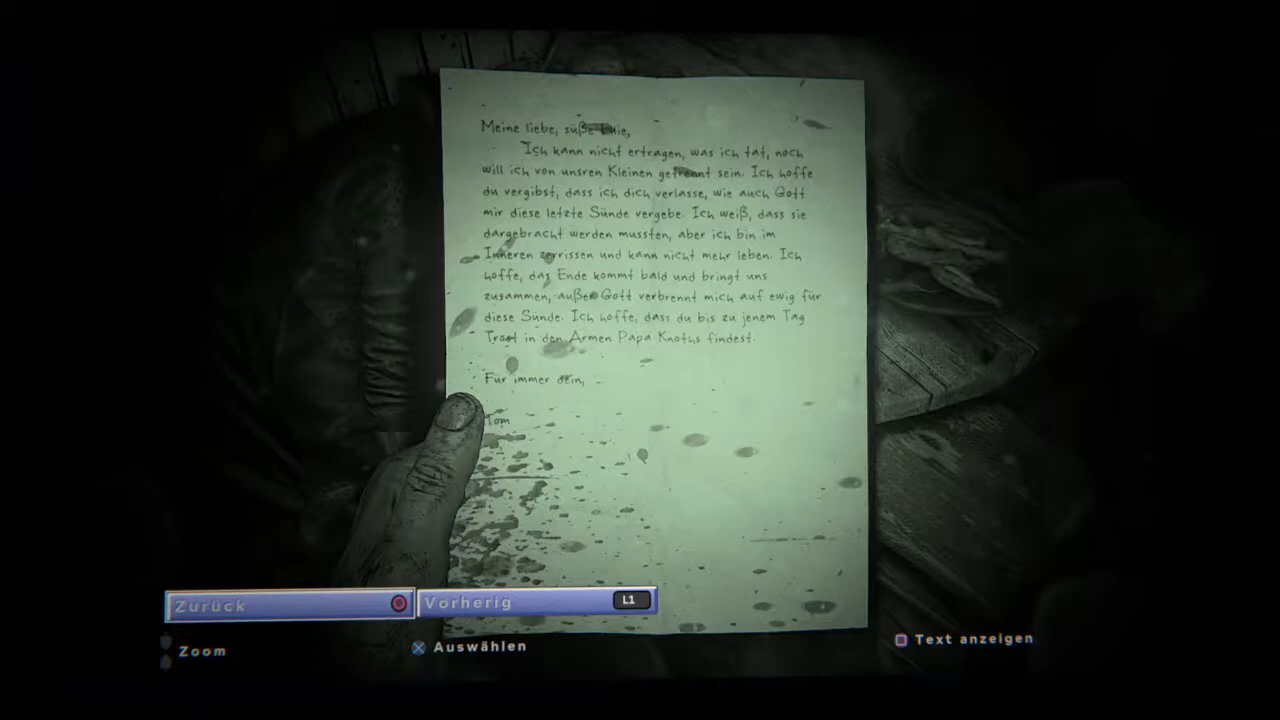 Meine liebe, süße
Ich kann nicht ertragen, was ich tat, noch
will ich von unsren Kleinen getrennt sein. Ich hoffe
du vergibst, dass ich dich verlasse, wie auch Gott
mir diese letzte Sünde vergebe. Ich weiß, dass sie
dargebracht werden mussten, aber ich bin im
Inneren zerrissen und kann nicht mehr leben. Ich
hoffe, das Ende kommt bald und bringt uns
zusammen, außer Gott verbrennt mich auf ewig für
diese Sünde. Ich hoffe, dass du bis zu jenem Tag
Trost in den Armen Papa Knoths findest.
Für immer dein,
Tom
Zurück
Vorherig L1
Zoom
Auswählen
Text anzeigen